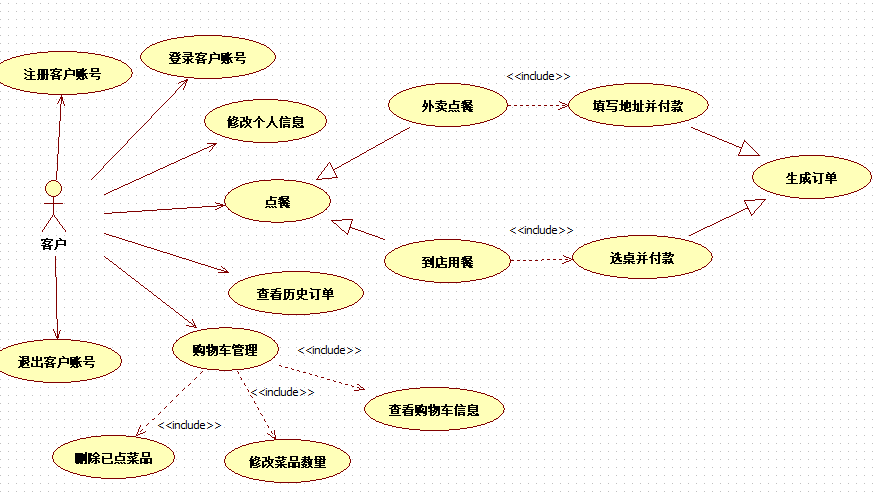 登录客户账号
注册客户账号
<<include>>
外卖点餐
填写地址并付款
修改个人信息
生成订单
点餐
<<include>>
客户
到店用餐
选桌并付款
查看历史订单
购物车管理
<<include>>
退出客户账号
<<include>>
查看购物车信息
<<include>>
删除已点菜品
修改菜品数量